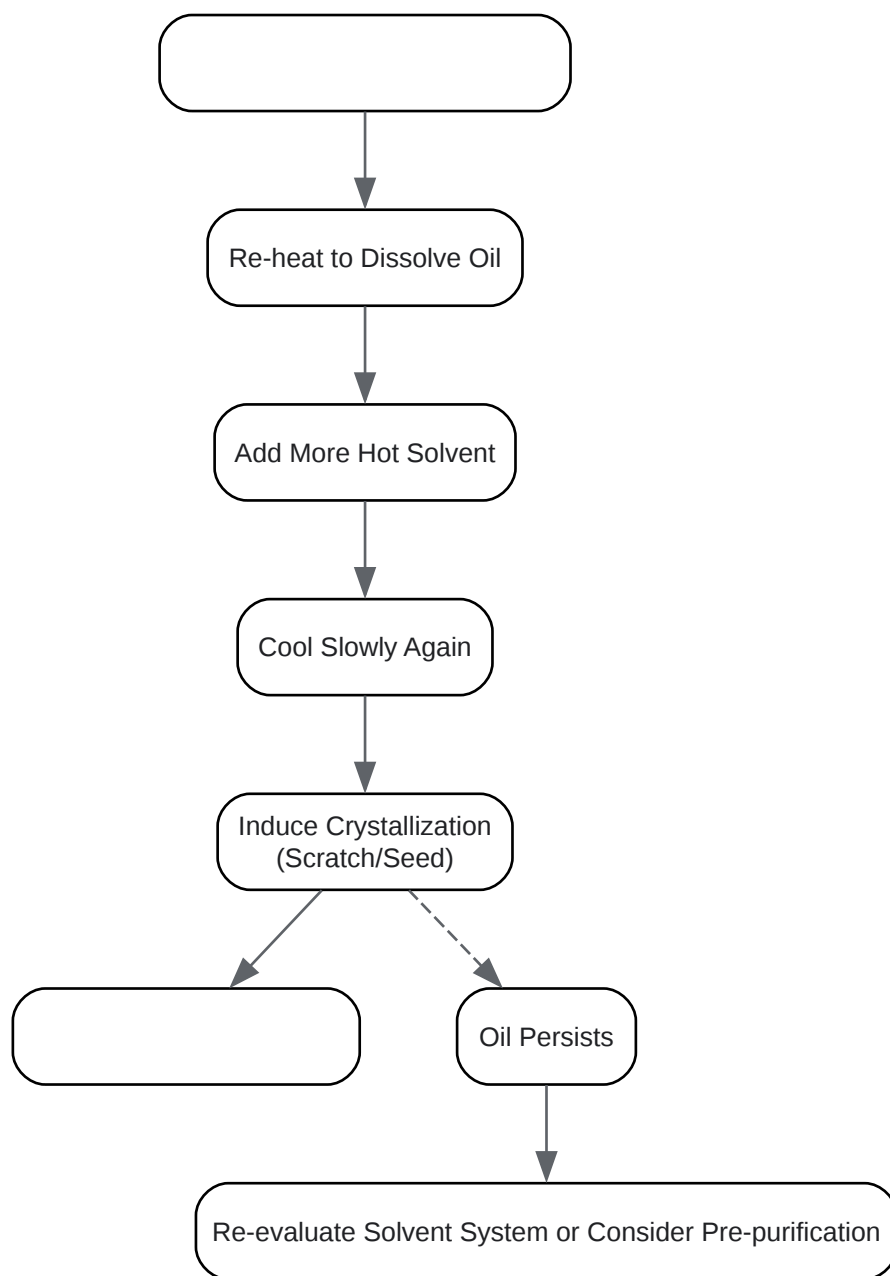 Re-heat to Dissolve Oil
Add More Hot Solvent
Cool Slowly Again
Induce Crystallization
(Scratch/Seed)
Oil Persists
Re-evaluate Solvent System or Consider Pre-purification